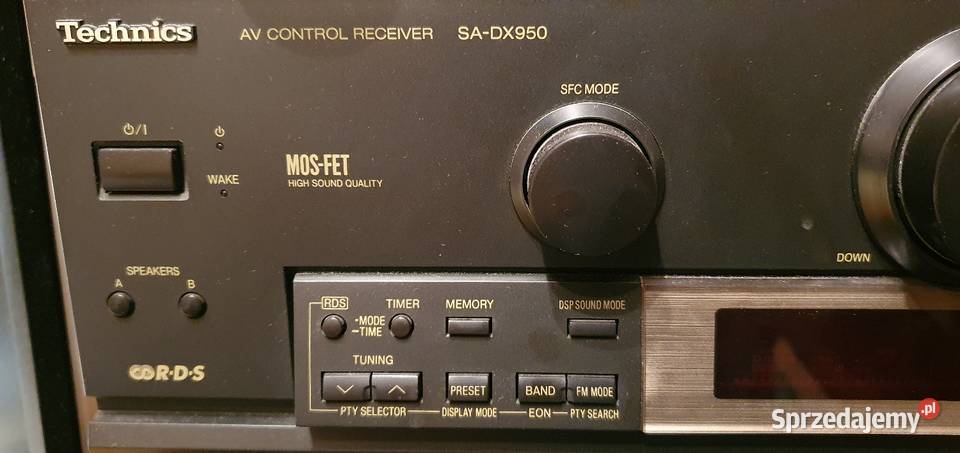 Technics
AV CONTROL RECEIVER SA-DX950
SFC MODE
⏻/I
⏻
WAKE
MOS-FET
HIGH SOUND QUALITY
DOWN
SPEAKERS
A B
R·D·S
RDS TIMER MEMORY DSP SOUND MODE
-MODE
-TIME
TUNING
PRESET BAND FM MODE
PTY SELECTOR DISPLAY MODE EON PTY SEARCH
Sprzedajemy.pl